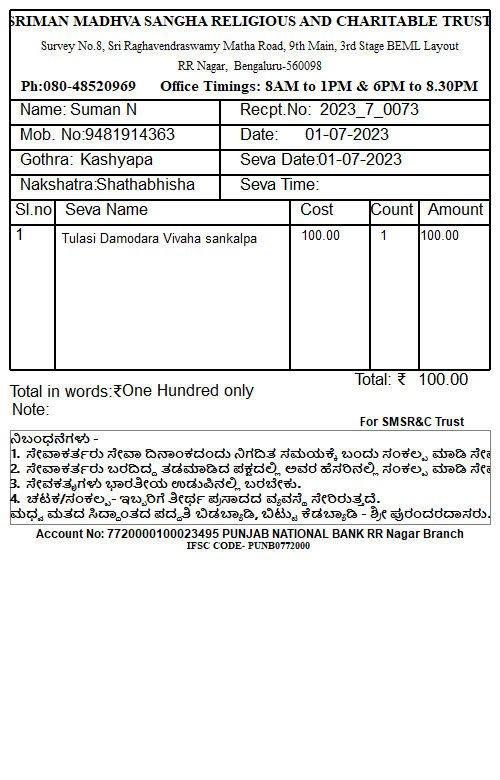 SRIMAN MADHVA SANGHA RELIGIOUS AND CHARITABLE TRUST
Survey No.8, Sri Raghavendraswamy Matha Road, 9th Main, 3rd Stage BEML Layout
RR Nagar, Bengaluru-560098
Ph:080-48520969 Office Timings: 8AM to 1PM & 6PM to 8.30PM
Name: Suman N Recpt.No: 2023_7_0073
Mob. No:9481914363 Date: 01-07-2023
Gothra: Kashyapa Seva Date:01-07-2023
Nakshatra:Shathabhisha Seva Time:
Sl.no Seva Name Cost Count Amount
1 Tulasi Damodara Vivaha sankalpa 100.00 1 100.00
Total: ₹ 100.00
Total in words:₹One Hundred only
Note:
For SMSR&C Trust
ನಿಬಂಧನೆಗಳು -
1. ಸೇವಾಕರ್ತರು ಸೇವಾ ದಿನಾಂಕದಂದು ನಿಗದಿತ ಸಮಯಕ್ಕೆ ಬಂದು ಸಂಕಲ್ಪ ಮಾಡಿ
2. ಸೇವಾಕರ್ತರು ಬರದಿದ್ದ ತಡಮಾಡಿದ ಪಕ್ಷದಲ್ಲಿ ಅವರ ಹೆಸರಿನಲ್ಲಿ ಸಂಕಲ್ಪ ಮಾಡಿ
3. ಸೇವಕತೃಗಳು ಭಾರತೀಯ ಉಡುಪಿನಲ್ಲಿ ಬರಬೇಕು.
4. ಚಟಕ/ಸಂಕಲ್ಪ- ಇಬ್ಬರಿಗೆ ತೀರ್ಥ ಪ್ರಸಾದದ ವ್ಯವಸ್ಥೆ ಸೇರಿರುತ್ತದೆ.
ಮಧ್ವ ಮತದ ಸಿದ್ಧಾಂತದ ಪದ್ಧತಿ ಬಿಡಬ್ಯಾಡಿ, ಬಿಟ್ಟು ಕೆಡಬ್ಯಾಡಿ - ಶ್ರೀ ಪುರಂದರದಾಸರು.
Account No: 7720000100023495 PUNJAB NATIONAL BANK RR Nagar Branch
IFSC CODE- PUNB0772000